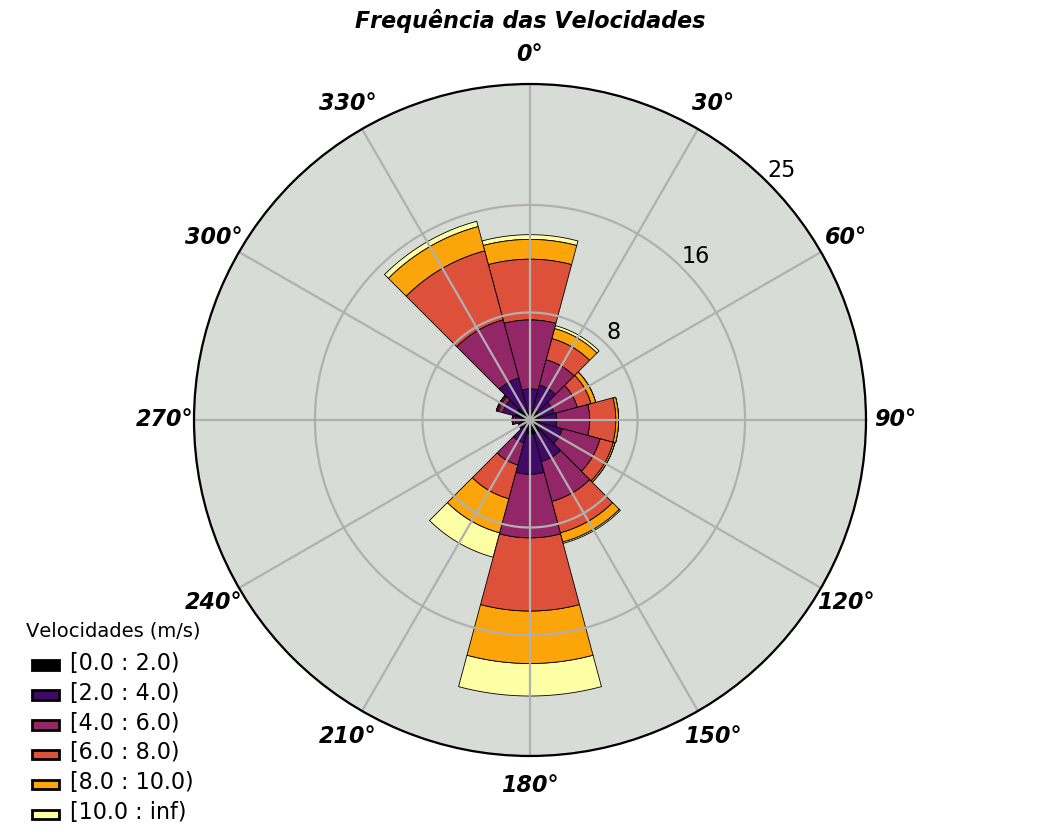 Frequência das Velocidades
0°
330°
30°
25
300°
60°
16
8
270°
90°
240°
120°
210°
150°
180°
Velocidades (m/s)
[0.0 : 2.0)
[2.0 : 4.0)
[4.0 : 6.0)
[6.0 : 8.0)
[8.0 : 10.0)
[10.0 : inf)